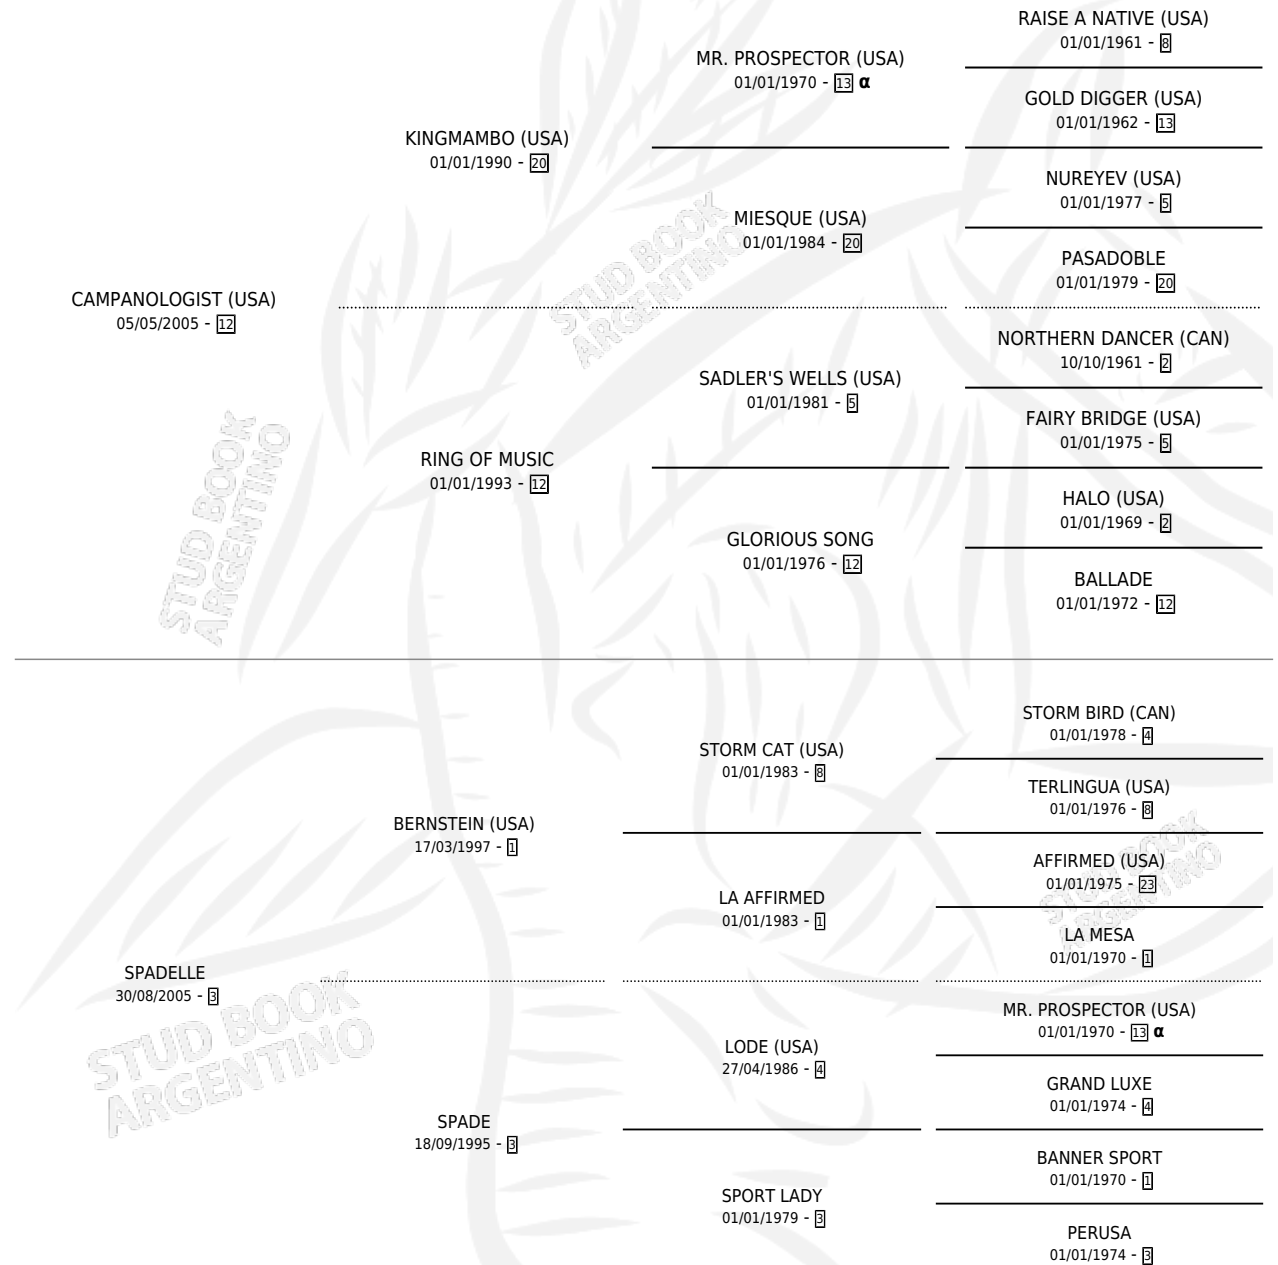 RAISE A NATIVE (USA)
01/01/1961 - 8
MR. PROSPECTOR (USA)
01/01/1970 - 13 α
GOLD DIGGER (USA)
01/01/1962 - 13
KINGMAMBO (USA)
01/01/1990 - 20
NUREYEV (USA)
01/01/1977 - 5
MIESQUE (USA)
01/01/1984 - 20
PASADOBLE
01/01/1979 - 20
CAMPANOLOGIST (USA)
05/05/2005 - 12
NORTHERN DANCER (CAN)
10/10/1961 - 2
SADLER'S WELLS (USA)
01/01/1981 - 5
FAIRY BRIDGE (USA)
01/01/1975 - 5
RING OF MUSIC
01/01/1993 - 12
HALO (USA)
01/01/1969 - 2
GLORIOUS SONG
01/01/1976 - 12
BALLADE
01/01/1972 - 12
STORM BIRD (CAN)
01/01/1978 - 4
STORM CAT (USA)
01/01/1983 - 8
TERLINGUA (USA)
01/01/1976 - 8
BERNSTEIN (USA)
17/03/1997 - 1
AFFIRMED (USA)
01/01/1975 - 23
LA AFFIRMED
01/01/1983 - 1
LA MESA
01/01/1970 - 1
SPADELLE
30/08/2005 - 3
MR. PROSPECTOR (USA)
01/01/1970 - 13 α
LODE (USA)
27/04/1986 - 4
GRAND LUXE
01/01/1974 - 4
SPADE
18/09/1995 - 3
BANNER SPORT
01/01/1970 - 1
SPORT LADY
01/01/1979 - 3
PERUSA
01/01/1974 - 3
STUD BOOK
ARGENTINO
STUD BOOK
ARGENTINO
STUD BOOK
ARGENTINO
STUD BOOK
ARGENTINO